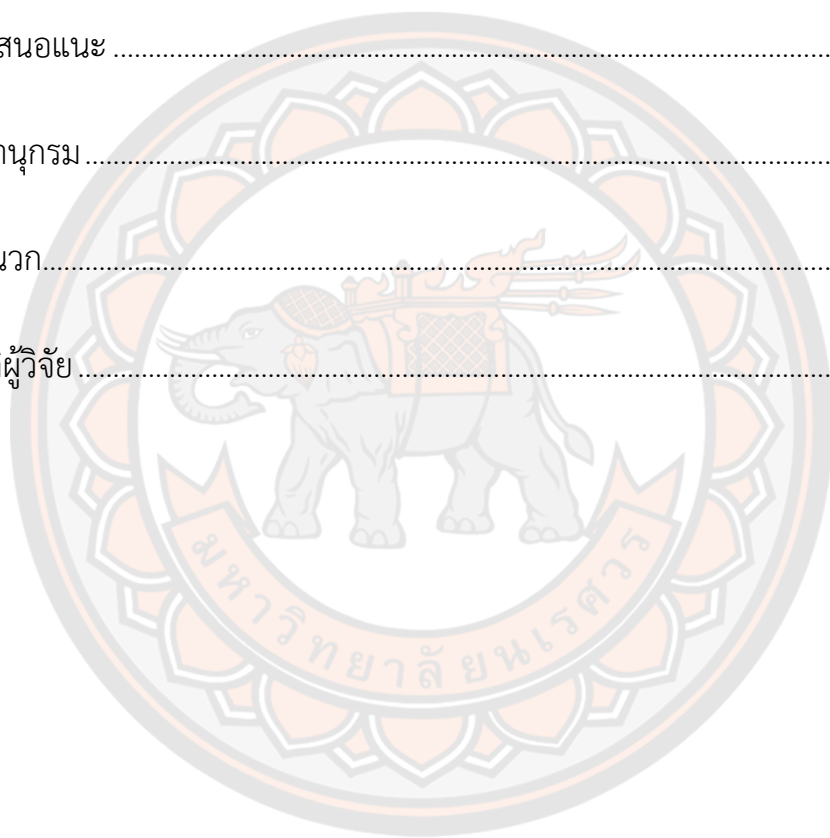 สนอแนะ ........................................................................................................
านุกรม ........................................................................................................
นวก........................................................................................................
ผู้วิจัย ........................................................................................................
มหาวิทยาลัยนเรศวร